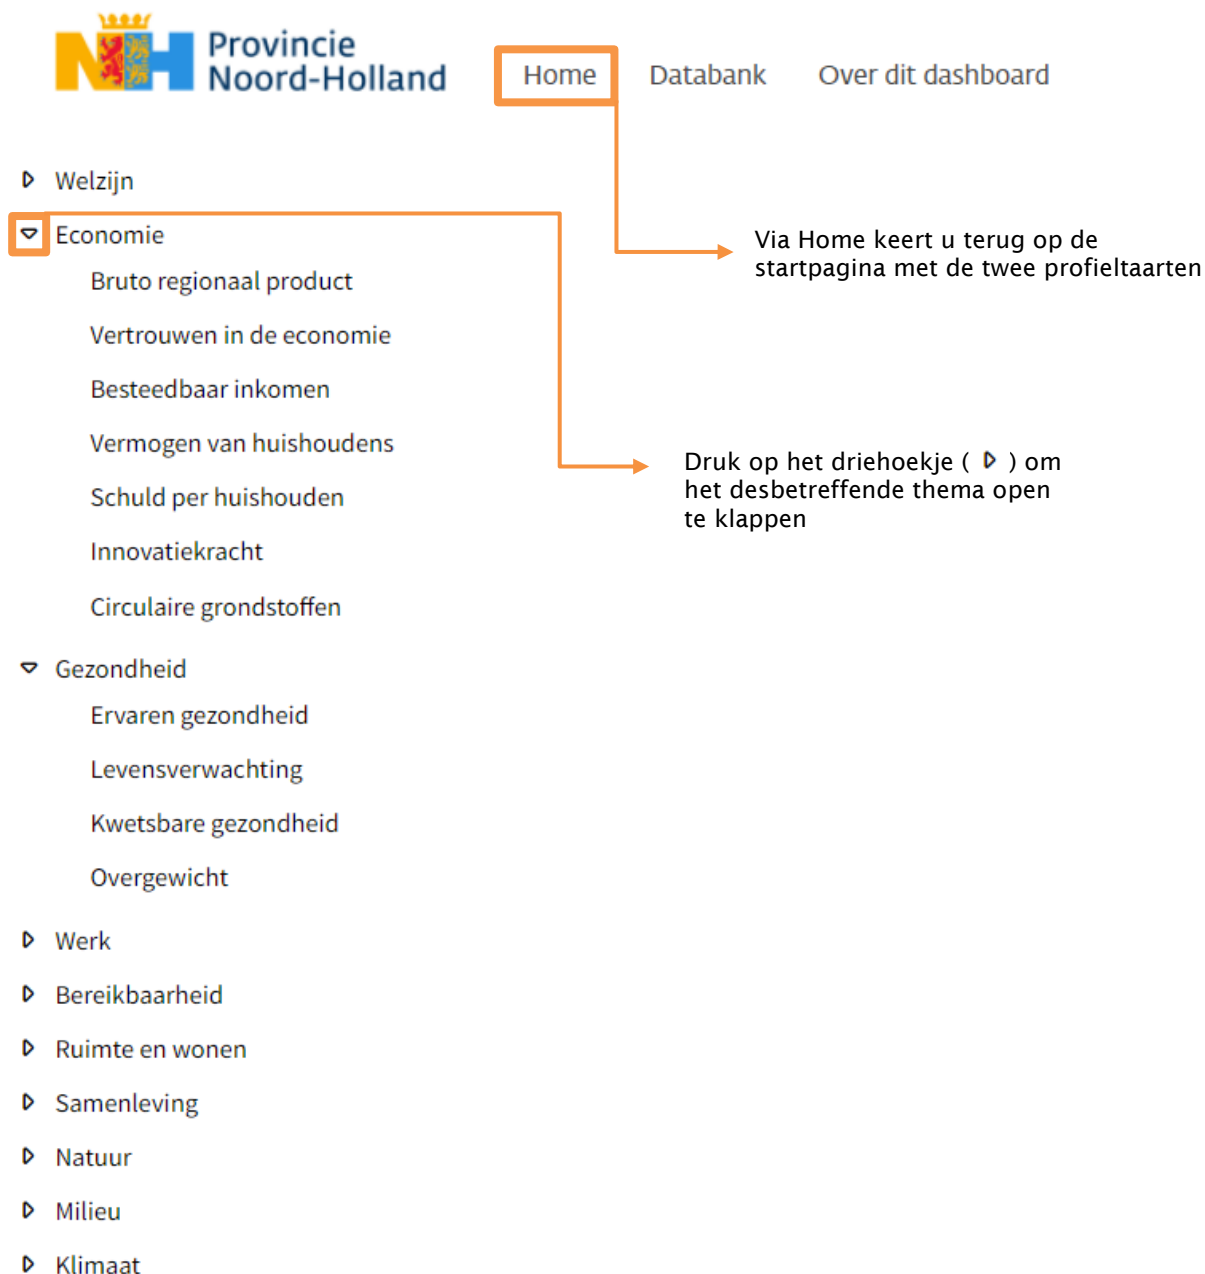 Provincie
Noord-Holland
Home Databank Over dit dashboard
Welzijn
Economie
Bruto regionaal product
Vertrouwen in de economie
Besteedbaar inkomen
Vermogen van huishoudens
Schuld per huishouden
Innovatiekracht
Circulaire grondstoffen
Via Home keert u terug op de
startpagina met de twee profieltaarten
Druk op het driehoekje ( ▷ ) om
het desbetreffende thema open
te klappen
Gezondheid
Ervaren gezondheid
Levensverwachting
Kwetsbare gezondheid
Overgewicht
Werk
Bereikbaarheid
Ruimte en wonen
Samenleving
Natuur
Milieu
Klimaat